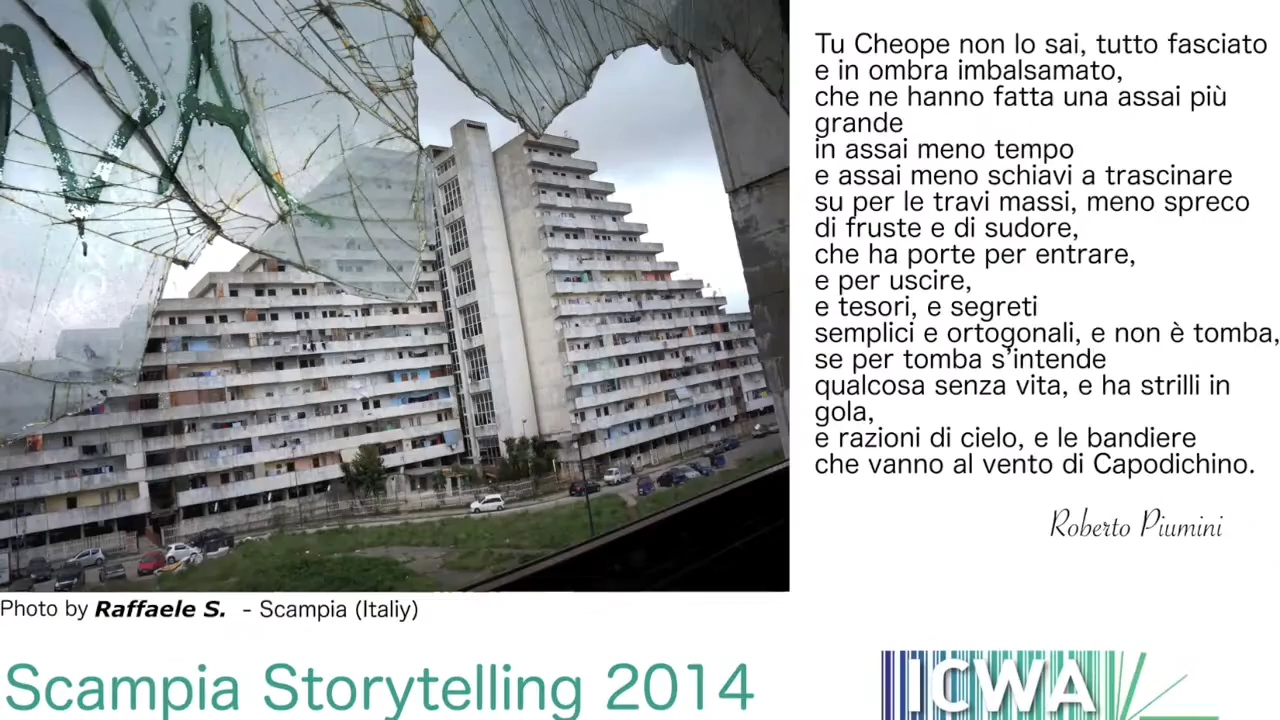 Tu Cheope non lo sai, tutto fasciato
e in ombra imbalsamato,
che ne hanno fatta una assai più
grande
in assai meno tempo
e assai meno schiavi a trascinare
su per le travi massi, meno spreco
di fruste e di sudore,
che ha porte per entrare,
e per uscire,
e tesori, e segreti
semplici e ortogonali, e non è tomba,
se per tomba s'intende
qualcosa senza vita, e ha strilli in
gola,
e razioni di cielo, e le bandiere
che vanno al vento di Capodichino.
Roberto Piumini
Photo by Raffaele S. - Scampia (Italiy)
Scampia Storytelling 2014
ICWA